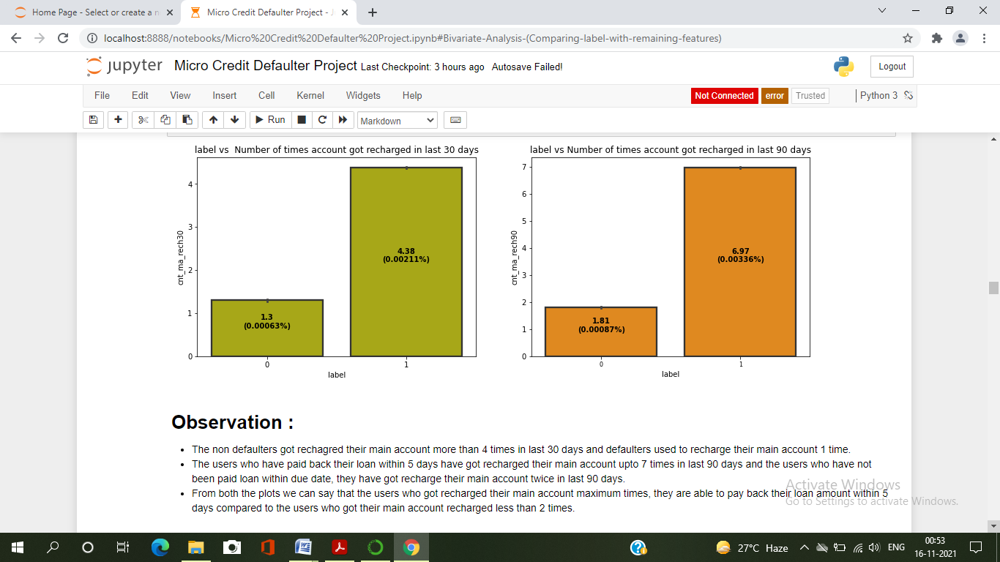 Home Page - Select or create a n
Micro Credit Defaulter Project - J
localhost:8888/notebooks/Micro%20Credit%20Defaulter%20Project.ipynb#Bivariate-Analysis-(Comparing-label-with-remaining-features)
jupyter Micro Credit Defaulter Project Last Checkpoint: 3 hours ago Autosave Failed!
Logout
File Edit View Insert Cell Kernel Widgets Help
Not Connected error Trusted Python 3
Run Markdown
label vs  Number of times account got recharged in last 30 days
cnt_ma_rech30
4
3
2
1
0
1.3
(0.00063%)
4.38
(0.00211%)
0 1
label
label vs Number of times account got recharged in last 90 days
cnt_ma_rech90
7
6
5
4
3
2
1
0
1.81
(0.00087%)
6.97
(0.00336%)
0 1
label
Observation :
• The non defaulters got rechagred their main account more than 4 times in last 30 days and defaulters used to recharge their main account 1 time.
• The users who have paid back their loan within 5 days have got recharged their main account upto 7 times in last 90 days and the users who have not
been paid loan within due date, they have got recharge their main account twice in last 90 days.
• From both the plots we can say that the users who got recharged their main account maximum times, they are able to pay back their loan amount within 5
days compared to the users who got their main account recharged less than 2 times.
Activate Windows
Go to Settings to activate Windows.
27°C Haze
ENG
00:53
16-11-2021